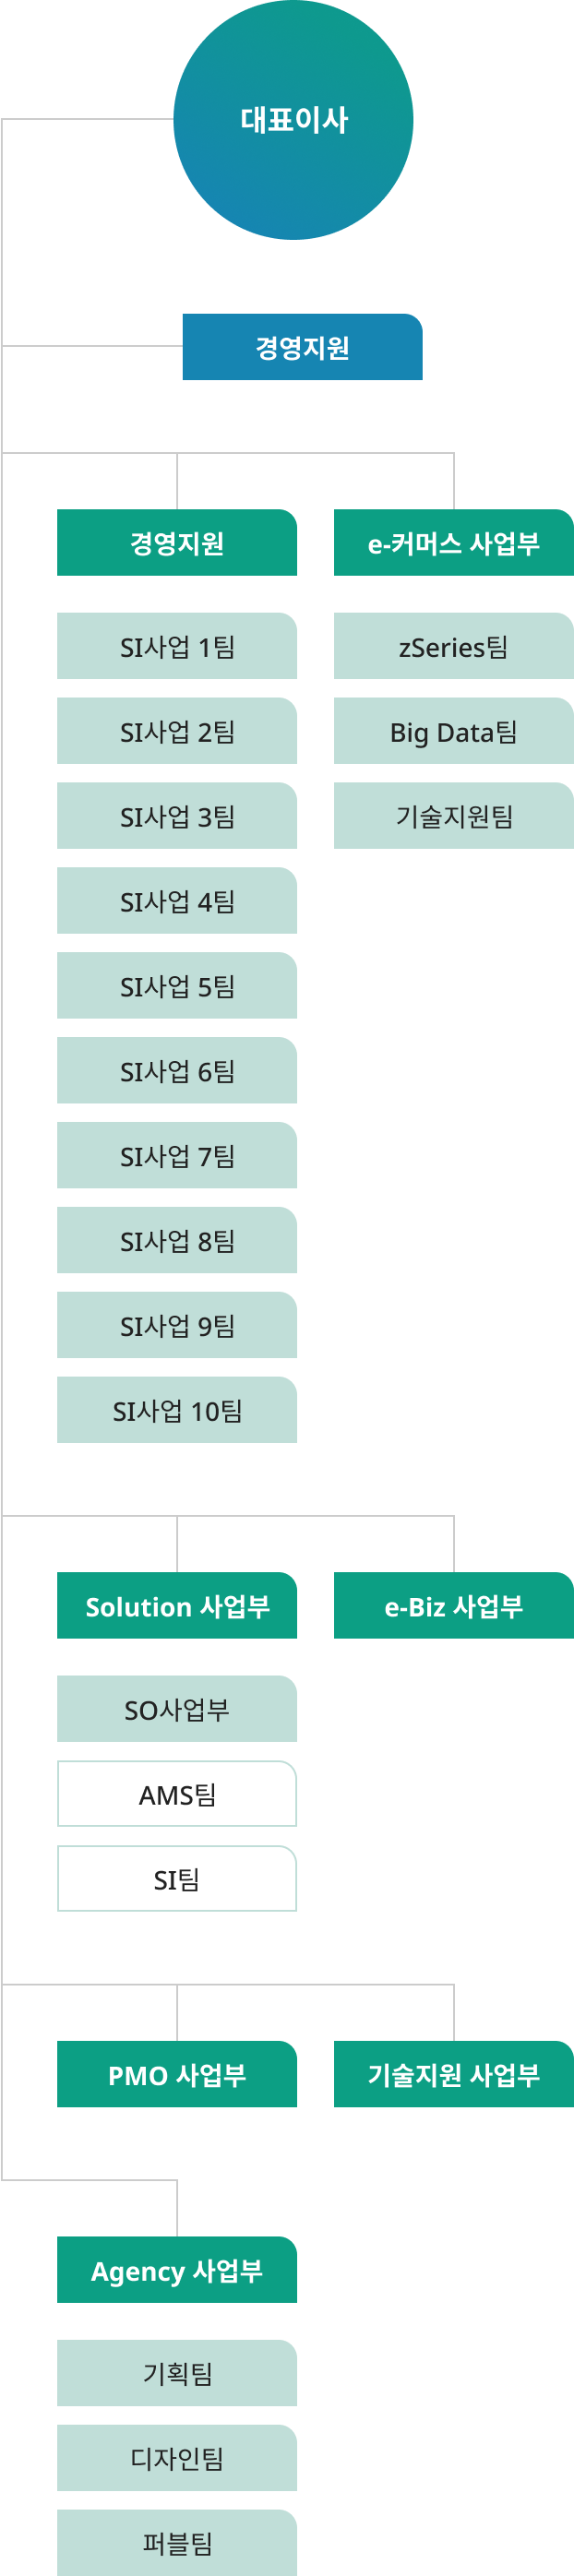 대표이사
경영지원
경영지원
e-커머스 사업부
SI사업 1팀
zSeries팀
SI사업 2팀
Big Data팀
SI사업 3팀
기술지원팀
SI사업 4팀
SI사업 5팀
SI사업 6팀
SI사업 7팀
SI사업 8팀
SI사업 9팀
SI사업 10팀
Solution 사업부
e-Biz 사업부
SO사업부
AMS팀
SI팀
PMO 사업부
기술지원 사업부
Agency 사업부
기획팀
디자인팀
퍼블팀